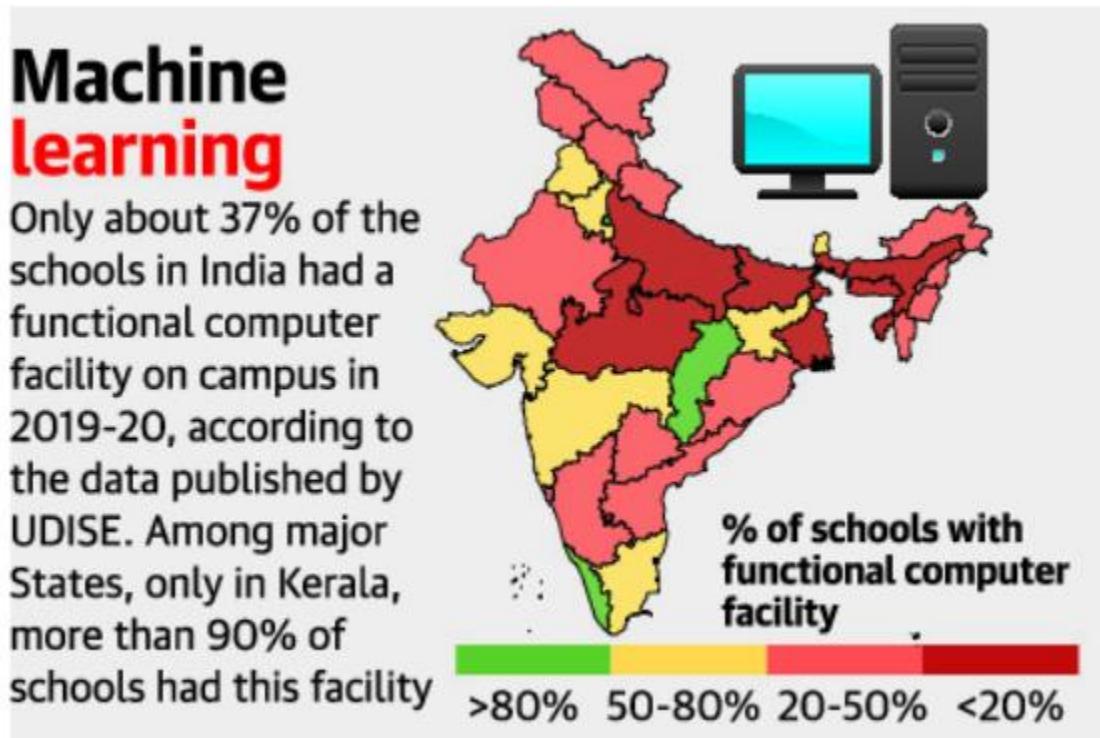 Machine
learning
Only about 37% of the
schools in India had a
functional computer
facility on campus in
2019-20, according to
the data published by
UDISE. Among major
States, only in Kerala,
more than 90% of
schools had this facility
% of schools with
functional computer
facility
>80% 50-80% 20-50% <20%